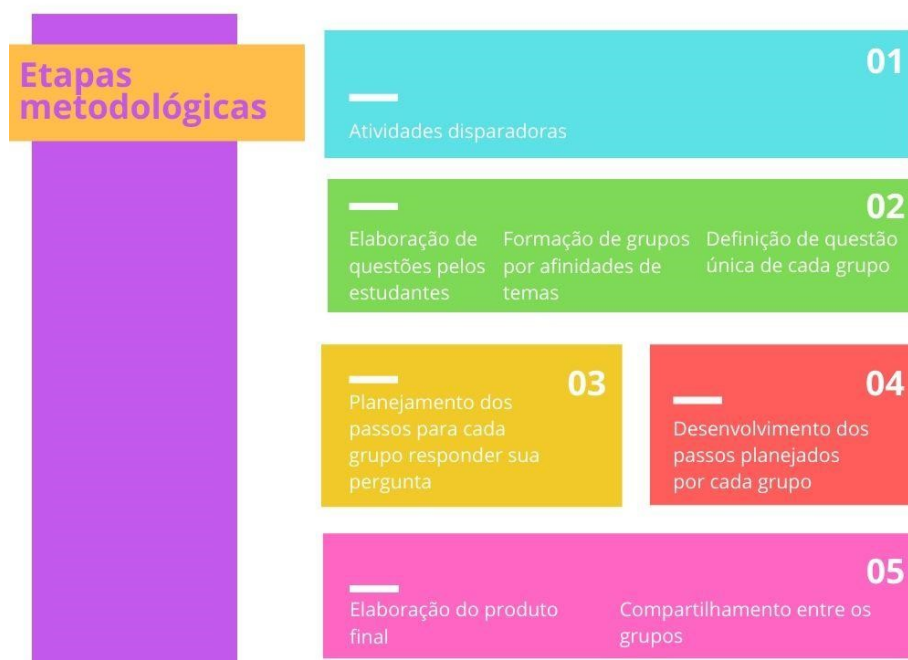 Etapas
metodológicas
01
Atividades disparadoras
02
Elaboração de
questões pelos
estudantes
Formação de grupos
por afinidades de
temas
Definição de questão
única de cada grupo
03
Planejamento dos
passos para cada
grupo responder sua
pergunta
04
Desenvolvimento dos
passos planejados
por cada grupo
05
Elaboração do produto
final
Compartilhamento entre os
grupos